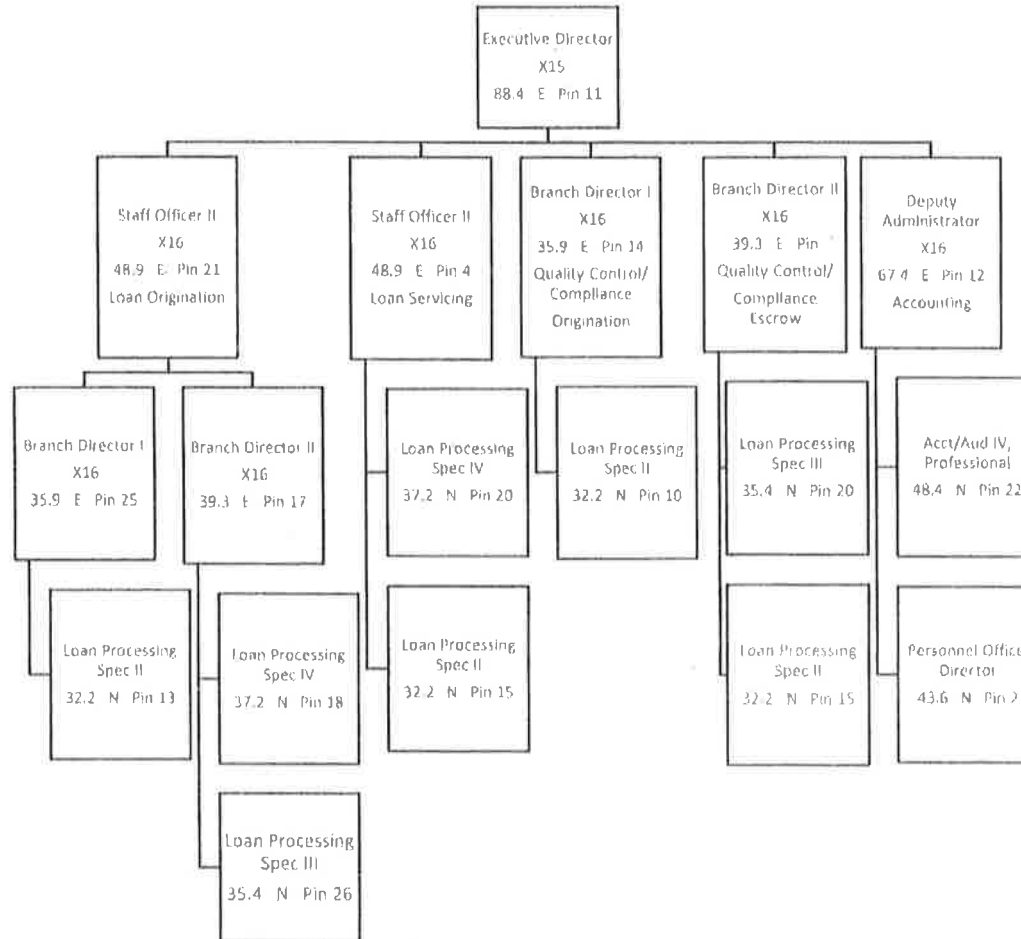 Executive Director
X15
88.4 E Pin 11
Staff Officer II
X16
48.9 E Pin 21
Loan Origination
Staff Officer II
X16
48.9 E Pin 4
Loan Servicing
Branch Director I
X16
35.9 E Pin 14
Quality Control/
Compliance
Origination
Branch Director II
X16
39.3 E Pin
Quality Control/
Compliance
Escrow
Deputy
Administrator
X16
67.4 E Pin 12
Accounting
Branch Director I
X16
35.9 E Pin 25
Branch Director II
X16
39.3 E Pin 17
Loan Processing
Spec IV
37.2 N Pin 20
Loan Processing
Spec II
32.2 N Pin 10
Loan Processing
Spec III
35.4 N Pin 20
Acct/Aud IV,
Professional
48.4 N Pin 22
Loan Processing
Spec II
32.2 N Pin 13
Loan Processing
Spec IV
37.2 N Pin 18
Loan Processing
Spec II
32.2 N Pin 15
Loan Processing
Spec II
32.2 N Pin 15
Personnel Office
Director
43.6 N Pin 2
Loan Processing
Spec III
35.4 N Pin 26